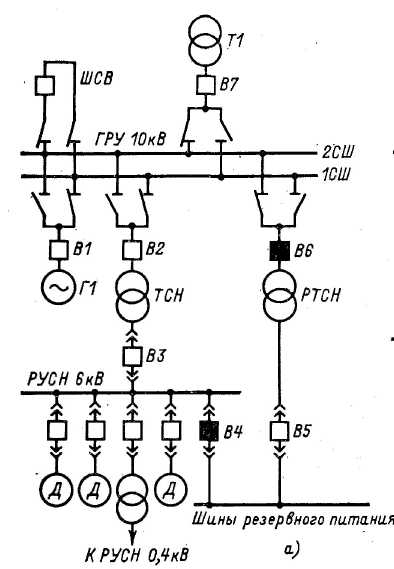 Т1
ШСВ
В7
ГРУ 10кВ
2СШ
1СШ
В1
В2
В6
Г1
ТСН
РТСН
В3
РУСН 6кВ
В4
В5
Д
Д
Д
Шины резервного питания
К РУСН 0,4кВ
а)